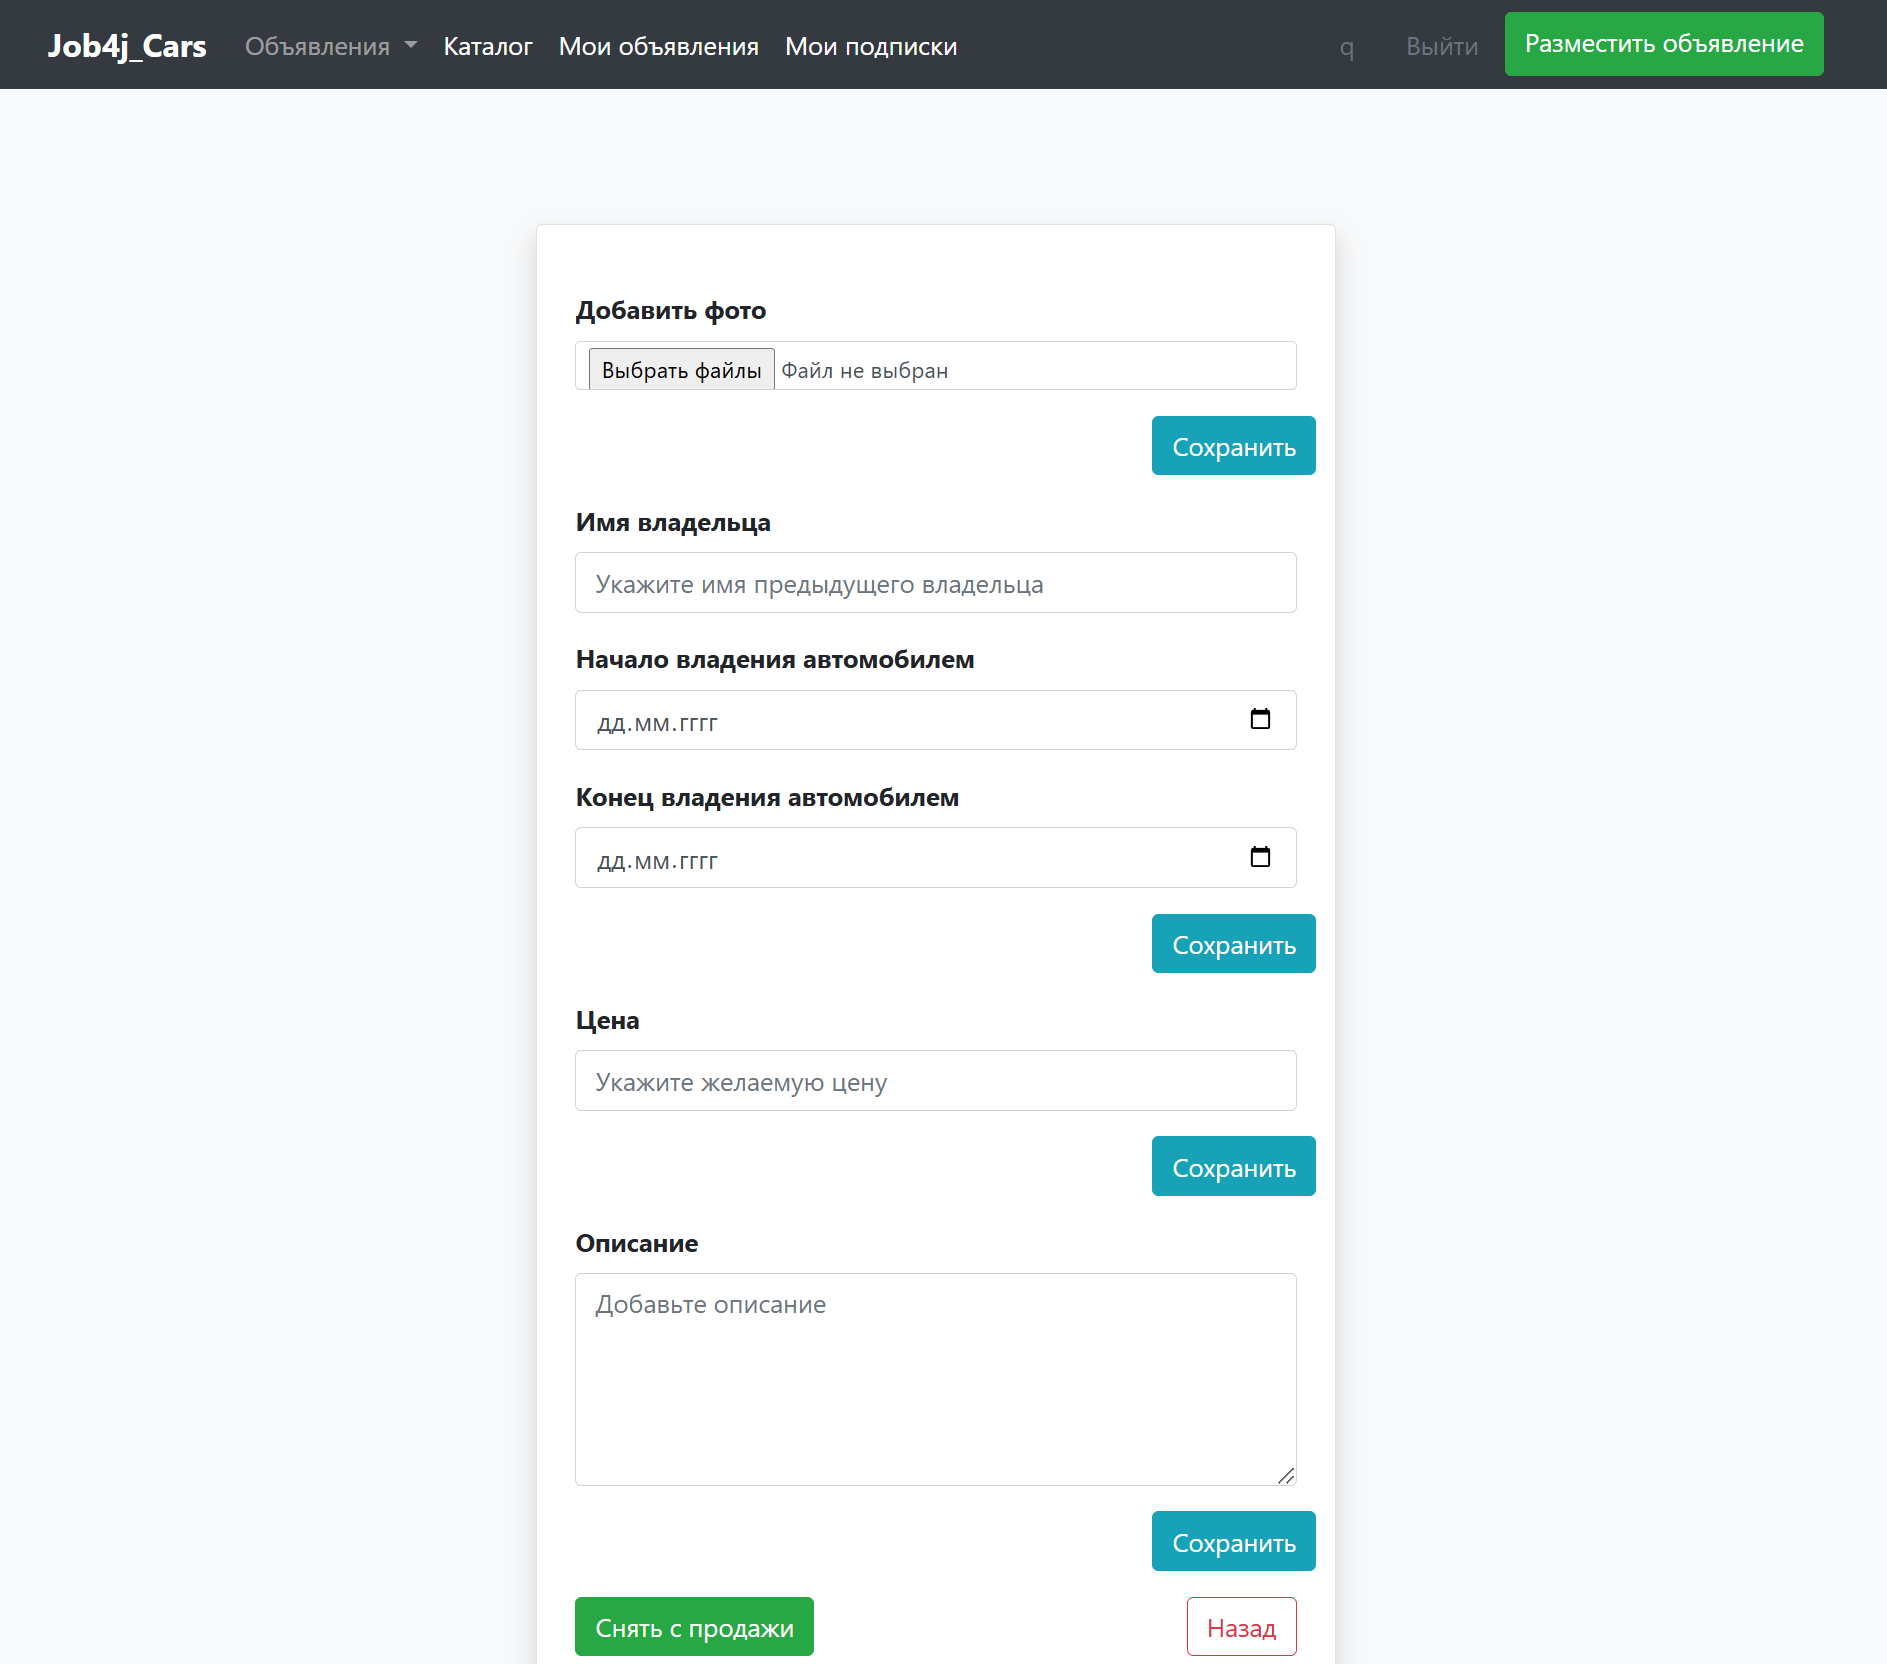 Job4j_Cars Объявления Каталог Мои объявления Мои подписки q Выйти Разместить объявление
Добавить фото
Выбрать файлы Файл не выбран
Сохранить
Имя владельца
Укажите имя предыдущего владельца
Начало владения автомобилем
дд.мм.гггг
Конец владения автомобилем
дд.мм.гггг
Сохранить
Цена
Укажите желаемую цену
Сохранить
Описание
Добавьте описание
Сохранить
Снять с продажи Назад